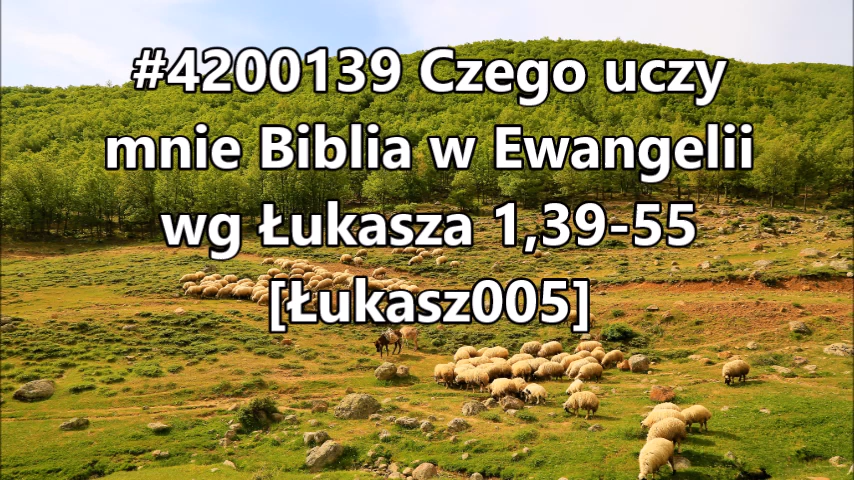 #4200139 Czego uczy
mnie Biblia w Ewangelii
wg Łukasza 1,39-55
[Łukasz005]